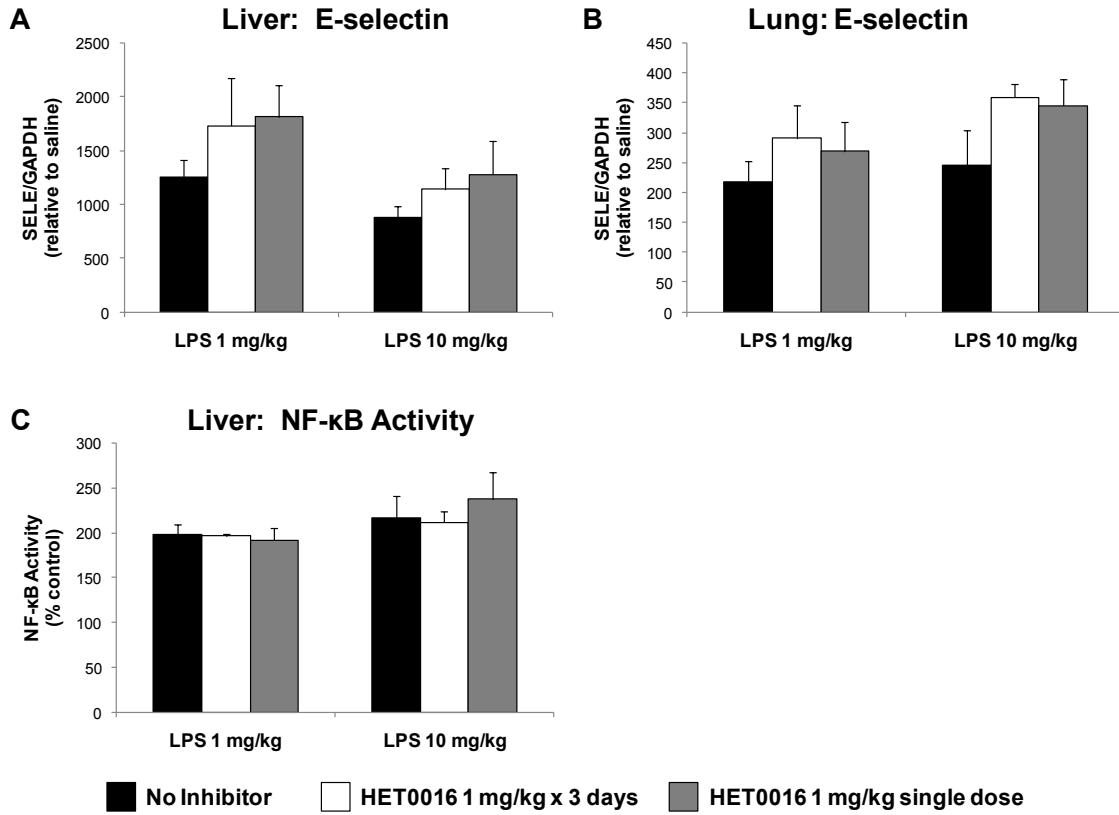 A
Liver: E-selectin
SELE/GAPDH
(relative to saline)
2500
2000
1500
1000
500
0
LPS 1 mg/kg
LPS 10 mg/kg
B
Lung: E-selectin
SELE/GAPDH
(relative to saline)
450
400
350
300
250
200
150
100
50
0
LPS 1 mg/kg
LPS 10 mg/kg
C
Liver: NF-κB Activity
NF-κB Activity
(% control)
300
250
200
150
100
50
0
LPS 1 mg/kg
LPS 10 mg/kg
No Inhibitor
HET0016 1 mg/kg x 3 days
HET0016 1 mg/kg single dose